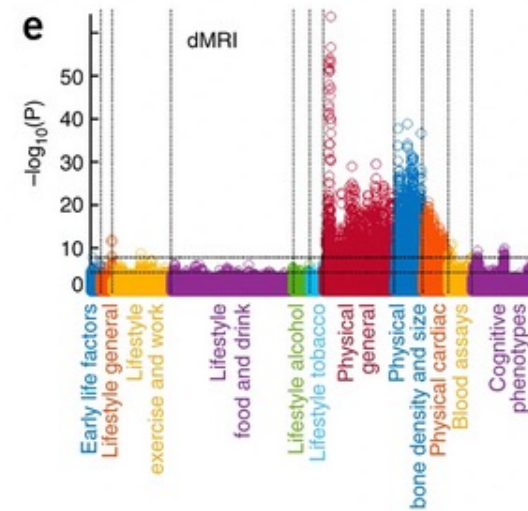 e
dMRI
–log10(P)
50
40
30
20
10
0
Early life factors
Lifestyle general
Lifestyle
exercise and work
Lifestyle
food and drink
Lifestyle alcohol
Lifestyle tobacco
Physical
general
Physical
bone density and size
Physical cardiac
Blood assays
Cognitive
phenotypes